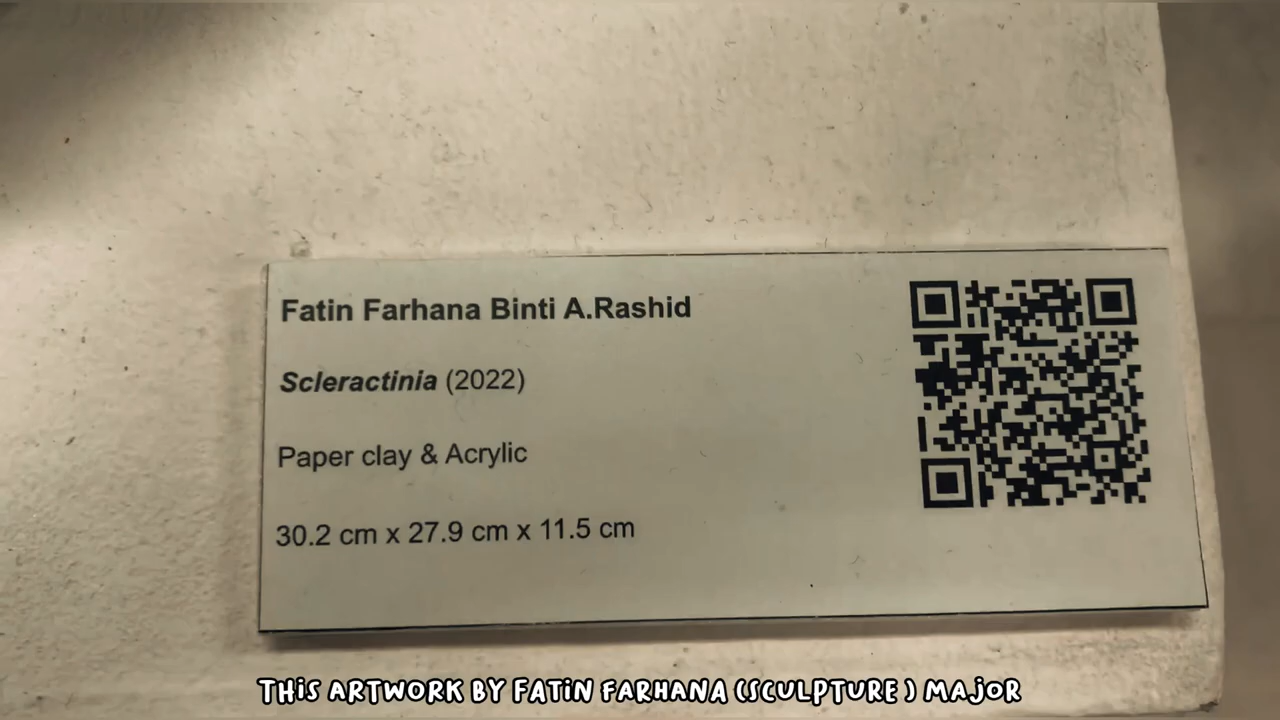 Fatin Farhana Binti A.Rashid
Scleractinia (2022)
Paper clay & Acrylic
30.2 cm x 27.9 cm x 11.5 cm
THiS ARTWORK BY FATiN FARHANA (SCULPTURE ) MAJOR